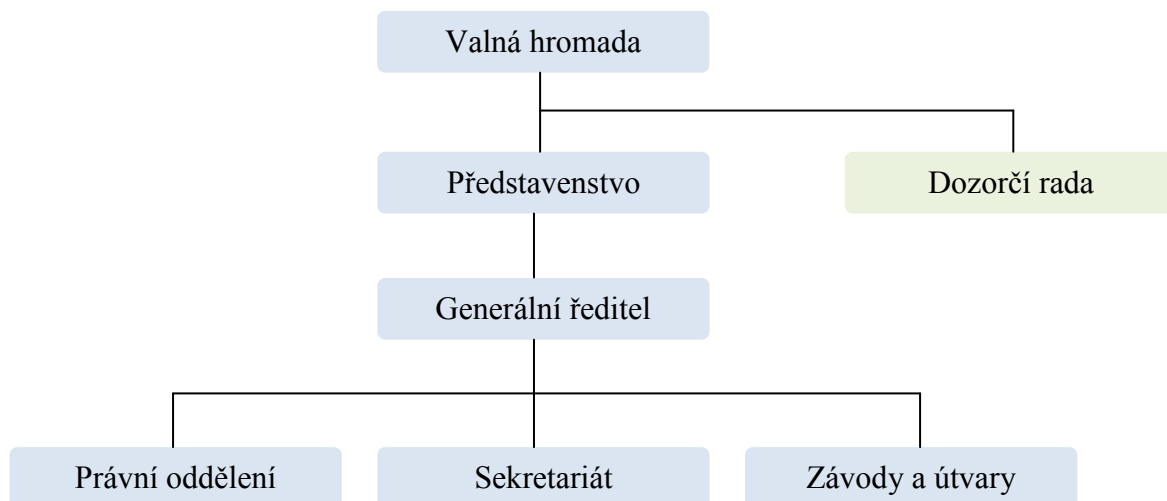 Valná hromada
Představenstvo
Dozorčí rada
Generální ředitel
Právní oddělení
Sekretariát
Závody a útvary